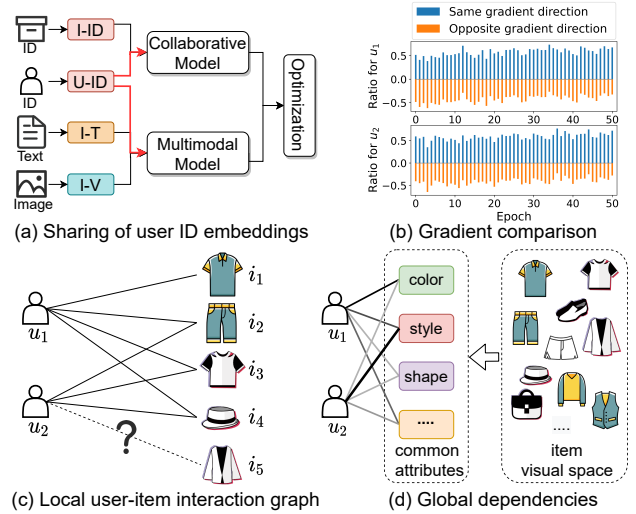 ID
I-ID
ID
U-ID
Text
I-T
Image
I-V
Collaborative
Model
Multimodal
Model
Optimization
(a) Sharing of user ID embeddings
Same gradient direction
Opposite gradient direction
Ratio for u1
0.5
0.0
−0.5
0 10 20 30 40 50
Ratio for u2
0.5
0.0
−0.5
0 10 20 30 40 50
Epoch
(b) Gradient comparison
u1
u2
i1
i2
i3
i4
i5
?
(c) Local user-item interaction graph
u1
u2
color
style
shape
....
common
attributes
....
item
visual space
(d) Global dependencies